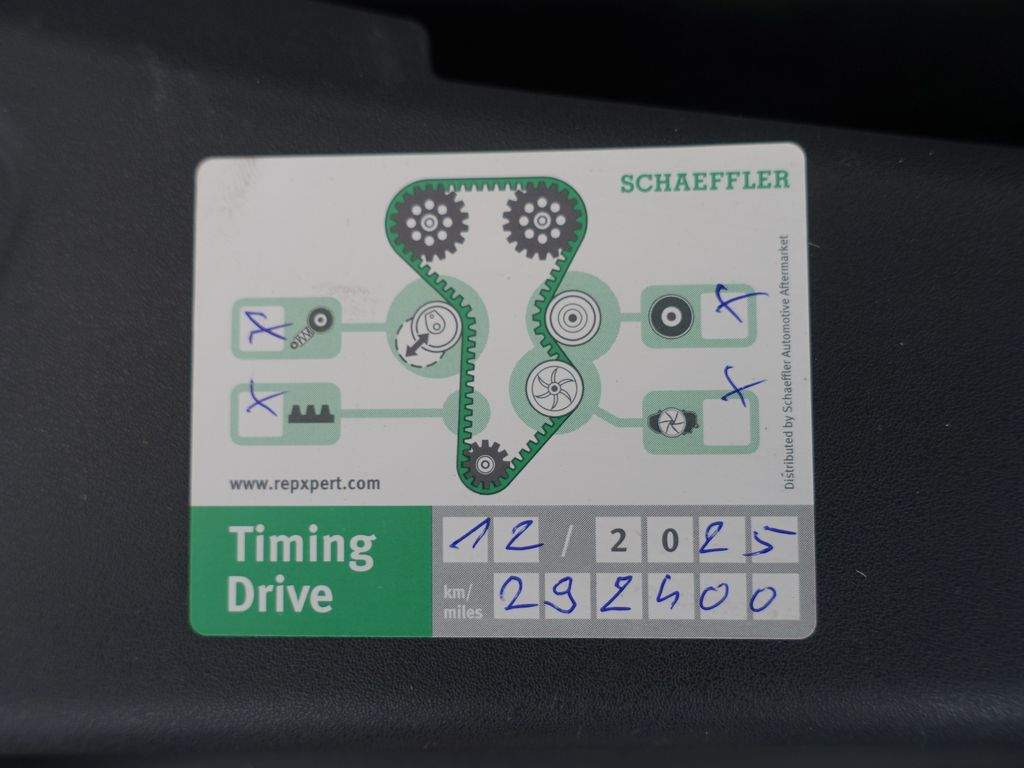 SCHAEFFLER
x
x
x
x
Distributed by Schaeffler Automotive Aftermarket
www.repxpert.com
Timing
Drive
12 / 2025
km/
miles
292400